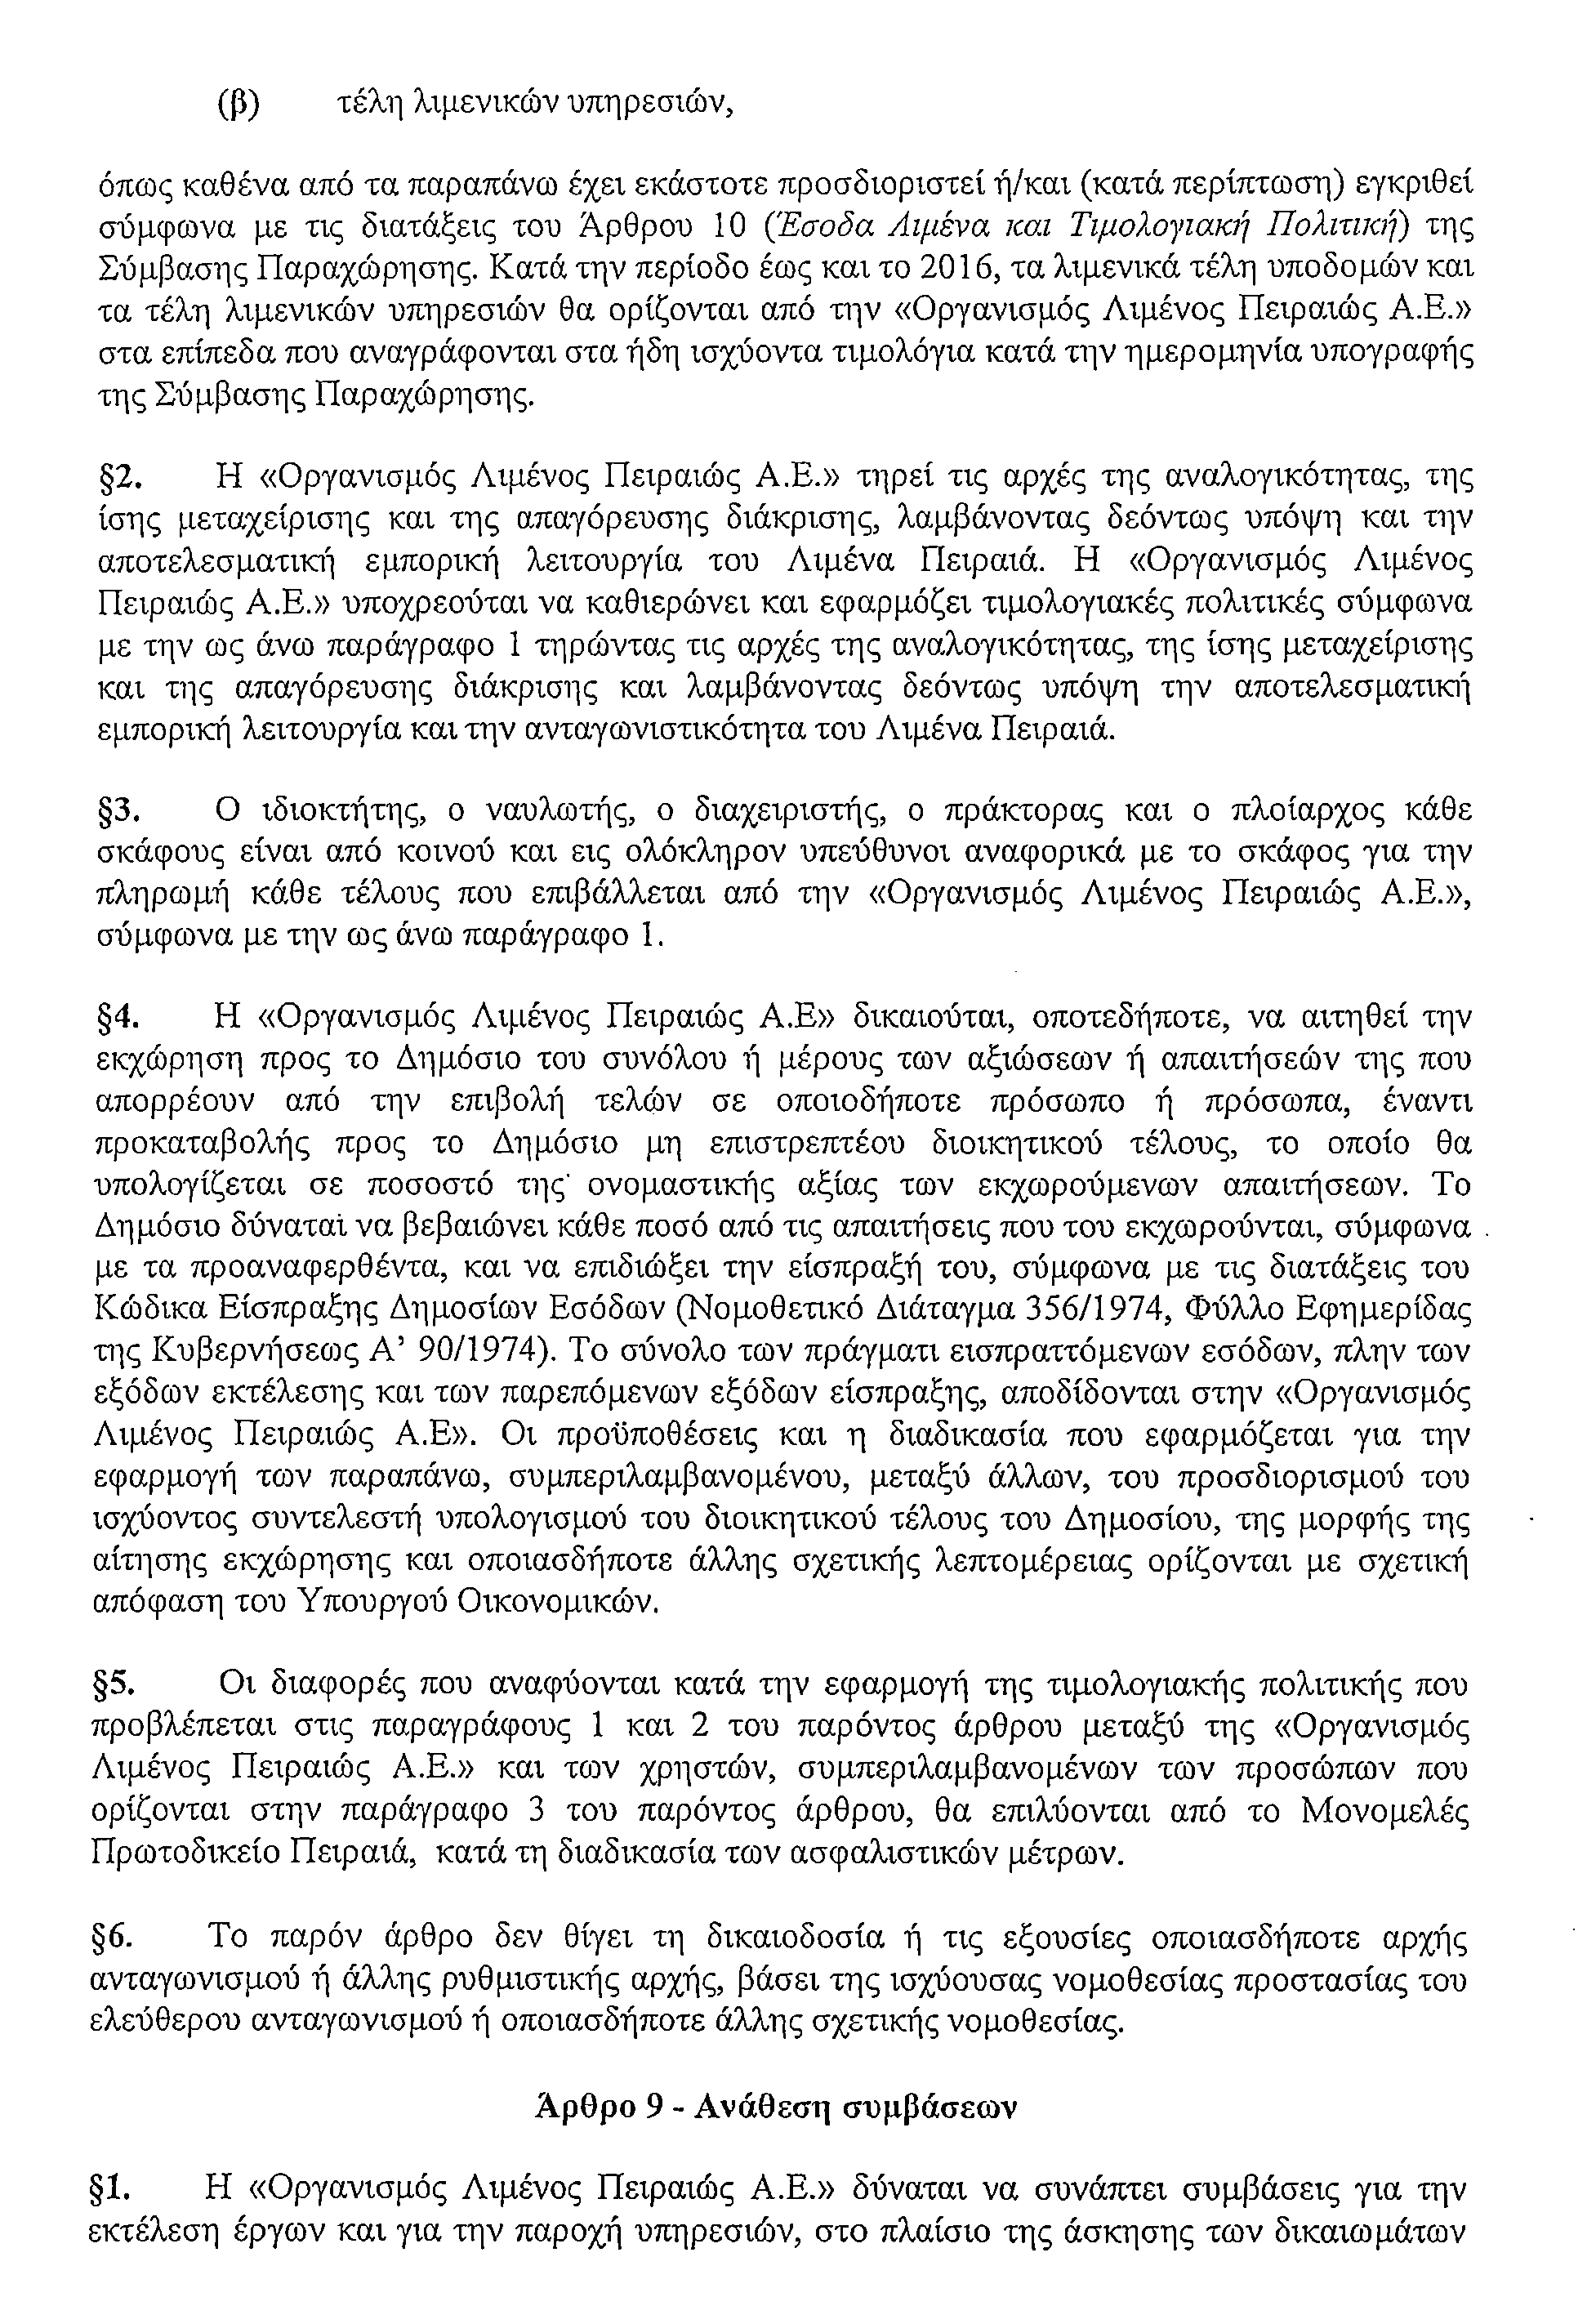 (β) τέλη λιμενικών υπηρεσιών,
όπως καθένα από τα παραπάνω έχει εκάστοτε προσδιοριστεί ή/και (κατά περίπτωση) εγκριθεί
σύμφωνα με τις διατάξεις του Άρθρου 10 (Έσοδα Λιμένα και Τιμολογιακή Πολιτική) της
Σύμβασης Παραχώρησης. Κατά την περίοδο έως και το 2016, τα λιμενικά τέλη υποδομών και
τα τέλη λιμενικών υπηρεσιών θα ορίζονται από την «Οργανισμός Λιμένος Πειραιώς Α.Ε.»
στα επίπεδα που αναγράφονται στα ήδη ισχύοντα τιμολόγια κατά την ημερομηνία υπογραφής
της Σύμβασης Παραχώρησης.
§2. Η «Οργανισμός Λιμένος Πειραιώς Α.Ε.» τηρεί τις αρχές της αναλογικότητας, της
ίσης μεταχείρισης και της απαγόρευσης διάκρισης, λαμβάνοντας δεόντως υπόψη και την
αποτελεσματική εμπορική λειτουργία του Λιμένα Πειραιά. Η «Οργανισμός Λιμένος
Πειραιώς Α.Ε.» υποχρεούται να καθιερώνει και εφαρμόζει τιμολογιακές πολιτικές σύμφωνα
με την ως άνω παράγραφο 1 τηρώντας τις αρχές της αναλογικότητας, της ίσης μεταχείρισης
και της απαγόρευσης διάκρισης και λαμβάνοντας δεόντως υπόψη την αποτελεσματική
εμπορική λειτουργία και την ανταγωνιστικότητα του Λιμένα Πειραιά.
§3. Ο ιδιοκτήτης, ο ναυλωτής, ο διαχειριστής, ο πράκτορας και ο πλοίαρχος κάθε
σκάφους είναι από κοινού και εις ολόκληρον υπεύθυνοι αναφορικά με το σκάφος για την
πληρωμή κάθε τέλους που επιβάλλεται από την «Οργανισμός Λιμένος Πειραιώς Α.Ε.»,
σύμφωνα με την ως άνω παράγραφο 1.
§4. Η «Οργανισμός Λιμένος Πειραιώς Α.Ε» δικαιούται, οποτεδήποτε, να αιτηθεί την
εκχώρηση προς το Δημόσιο του συνόλου ή μέρους των αξιώσεων ή απαιτήσεών της που
απορρέουν από την επιβολή τελών σε οποιοδήποτε πρόσωπο ή πρόσωπα, έναντι
προκαταβολής προς το Δημόσιο μη επιστρεπτέου διοικητικού τέλους, το οποίο θα
υπολογίζεται σε ποσοστό της ονομαστικής αξίας των εκχωρούμενων απαιτήσεων. Το
Δημόσιο δύναται να βεβαιώνει κάθε ποσό από τις απαιτήσεις που του εκχωρούνται, σύμφωνα
με τα προαναφερθέντα, και να επιδιώξει την είσπραξή του, σύμφωνα με τις διατάξεις του
Κώδικα Είσπραξης Δημοσίων Εσόδων (Νομοθετικό Διάταγμα 356/1974, Φύλλο Εφημερίδας
της Κυβερνήσεως Α’ 90/1974). Το σύνολο των πράγματι εισπραττόμενων εσόδων, πλην των
εξόδων εκτέλεσης και των παρεπόμενων εξόδων είσπραξης, αποδίδονται στην «Οργανισμός
Λιμένος Πειραιώς Α.Ε». Οι προϋποθέσεις και η διαδικασία που εφαρμόζεται για την
εφαρμογή των παραπάνω, συμπεριλαμβανομένου, μεταξύ άλλων, του προσδιορισμού του
ισχύοντος συντελεστή υπολογισμού του διοικητικού τέλους του Δημοσίου, της μορφής της
αίτησης εκχώρησης και οποιασδήποτε άλλης σχετικής λεπτομέρειας ορίζονται με σχετική
απόφαση του Υπουργού Οικονομικών.
§5. Οι διαφορές που αναφύονται κατά την εφαρμογή της τιμολογιακής πολιτικής που
προβλέπεται στις παραγράφους 1 και 2 του παρόντος άρθρου μεταξύ της «Οργανισμός
Λιμένος Πειραιώς Α.Ε.» και των χρηστών, συμπεριλαμβανομένων των προσώπων που
ορίζονται στην παράγραφο 3 του παρόντος άρθρου, θα επιλύονται από το Μονομελές
Πρωτοδικείο Πειραιά, κατά τη διαδικασία των ασφαλιστικών μέτρων.
§6. Το παρόν άρθρο δεν θίγει τη δικαιοδοσία ή τις εξουσίες οποιασδήποτε αρχής
ανταγωνισμού ή άλλης ρυθμιστικής αρχής, βάσει της ισχύουσας νομοθεσίας προστασίας του
ελεύθερου ανταγωνισμού ή οποιασδήποτε άλλης σχετικής νομοθεσίας.
Άρθρο 9 - Ανάθεση συμβάσεων
§1. Η «Οργανισμός Λιμένος Πειραιώς Α.Ε.» δύναται να συνάπτει συμβάσεις για την
εκτέλεση έργων και για την παροχή υπηρεσιών, στο πλαίσιο της άσκησης των δικαιωμάτων